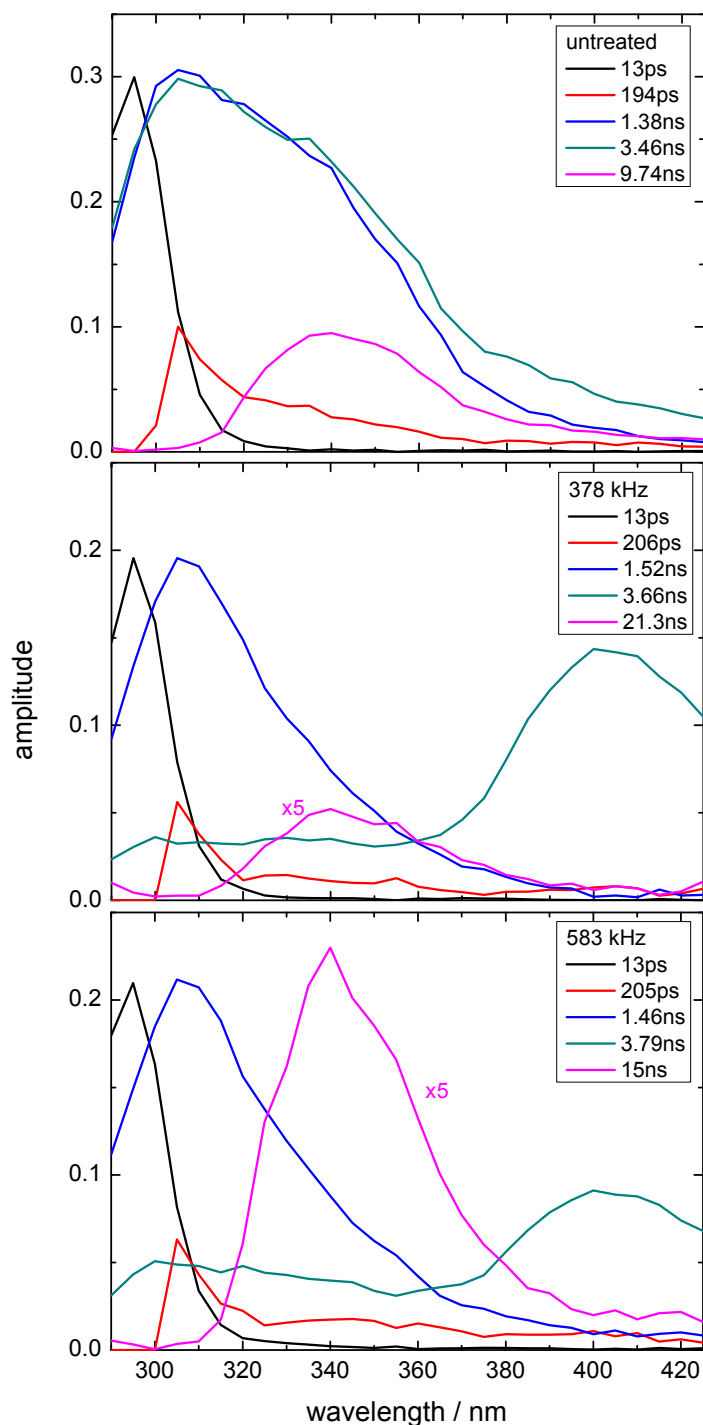 untreated
13ps
194ps
1.38ns
3.46ns
9.74ns
0.3
0.2
0.1
0.0
378 kHz
13ps
206ps
1.52ns
3.66ns
21.3ns
x5
0.2
0.1
0.0
amplitude
583 kHz
13ps
205ps
1.46ns
3.79ns
15ns
x5
0.2
0.1
0.0
300 320 340 360 380 400 420
wavelength / nm